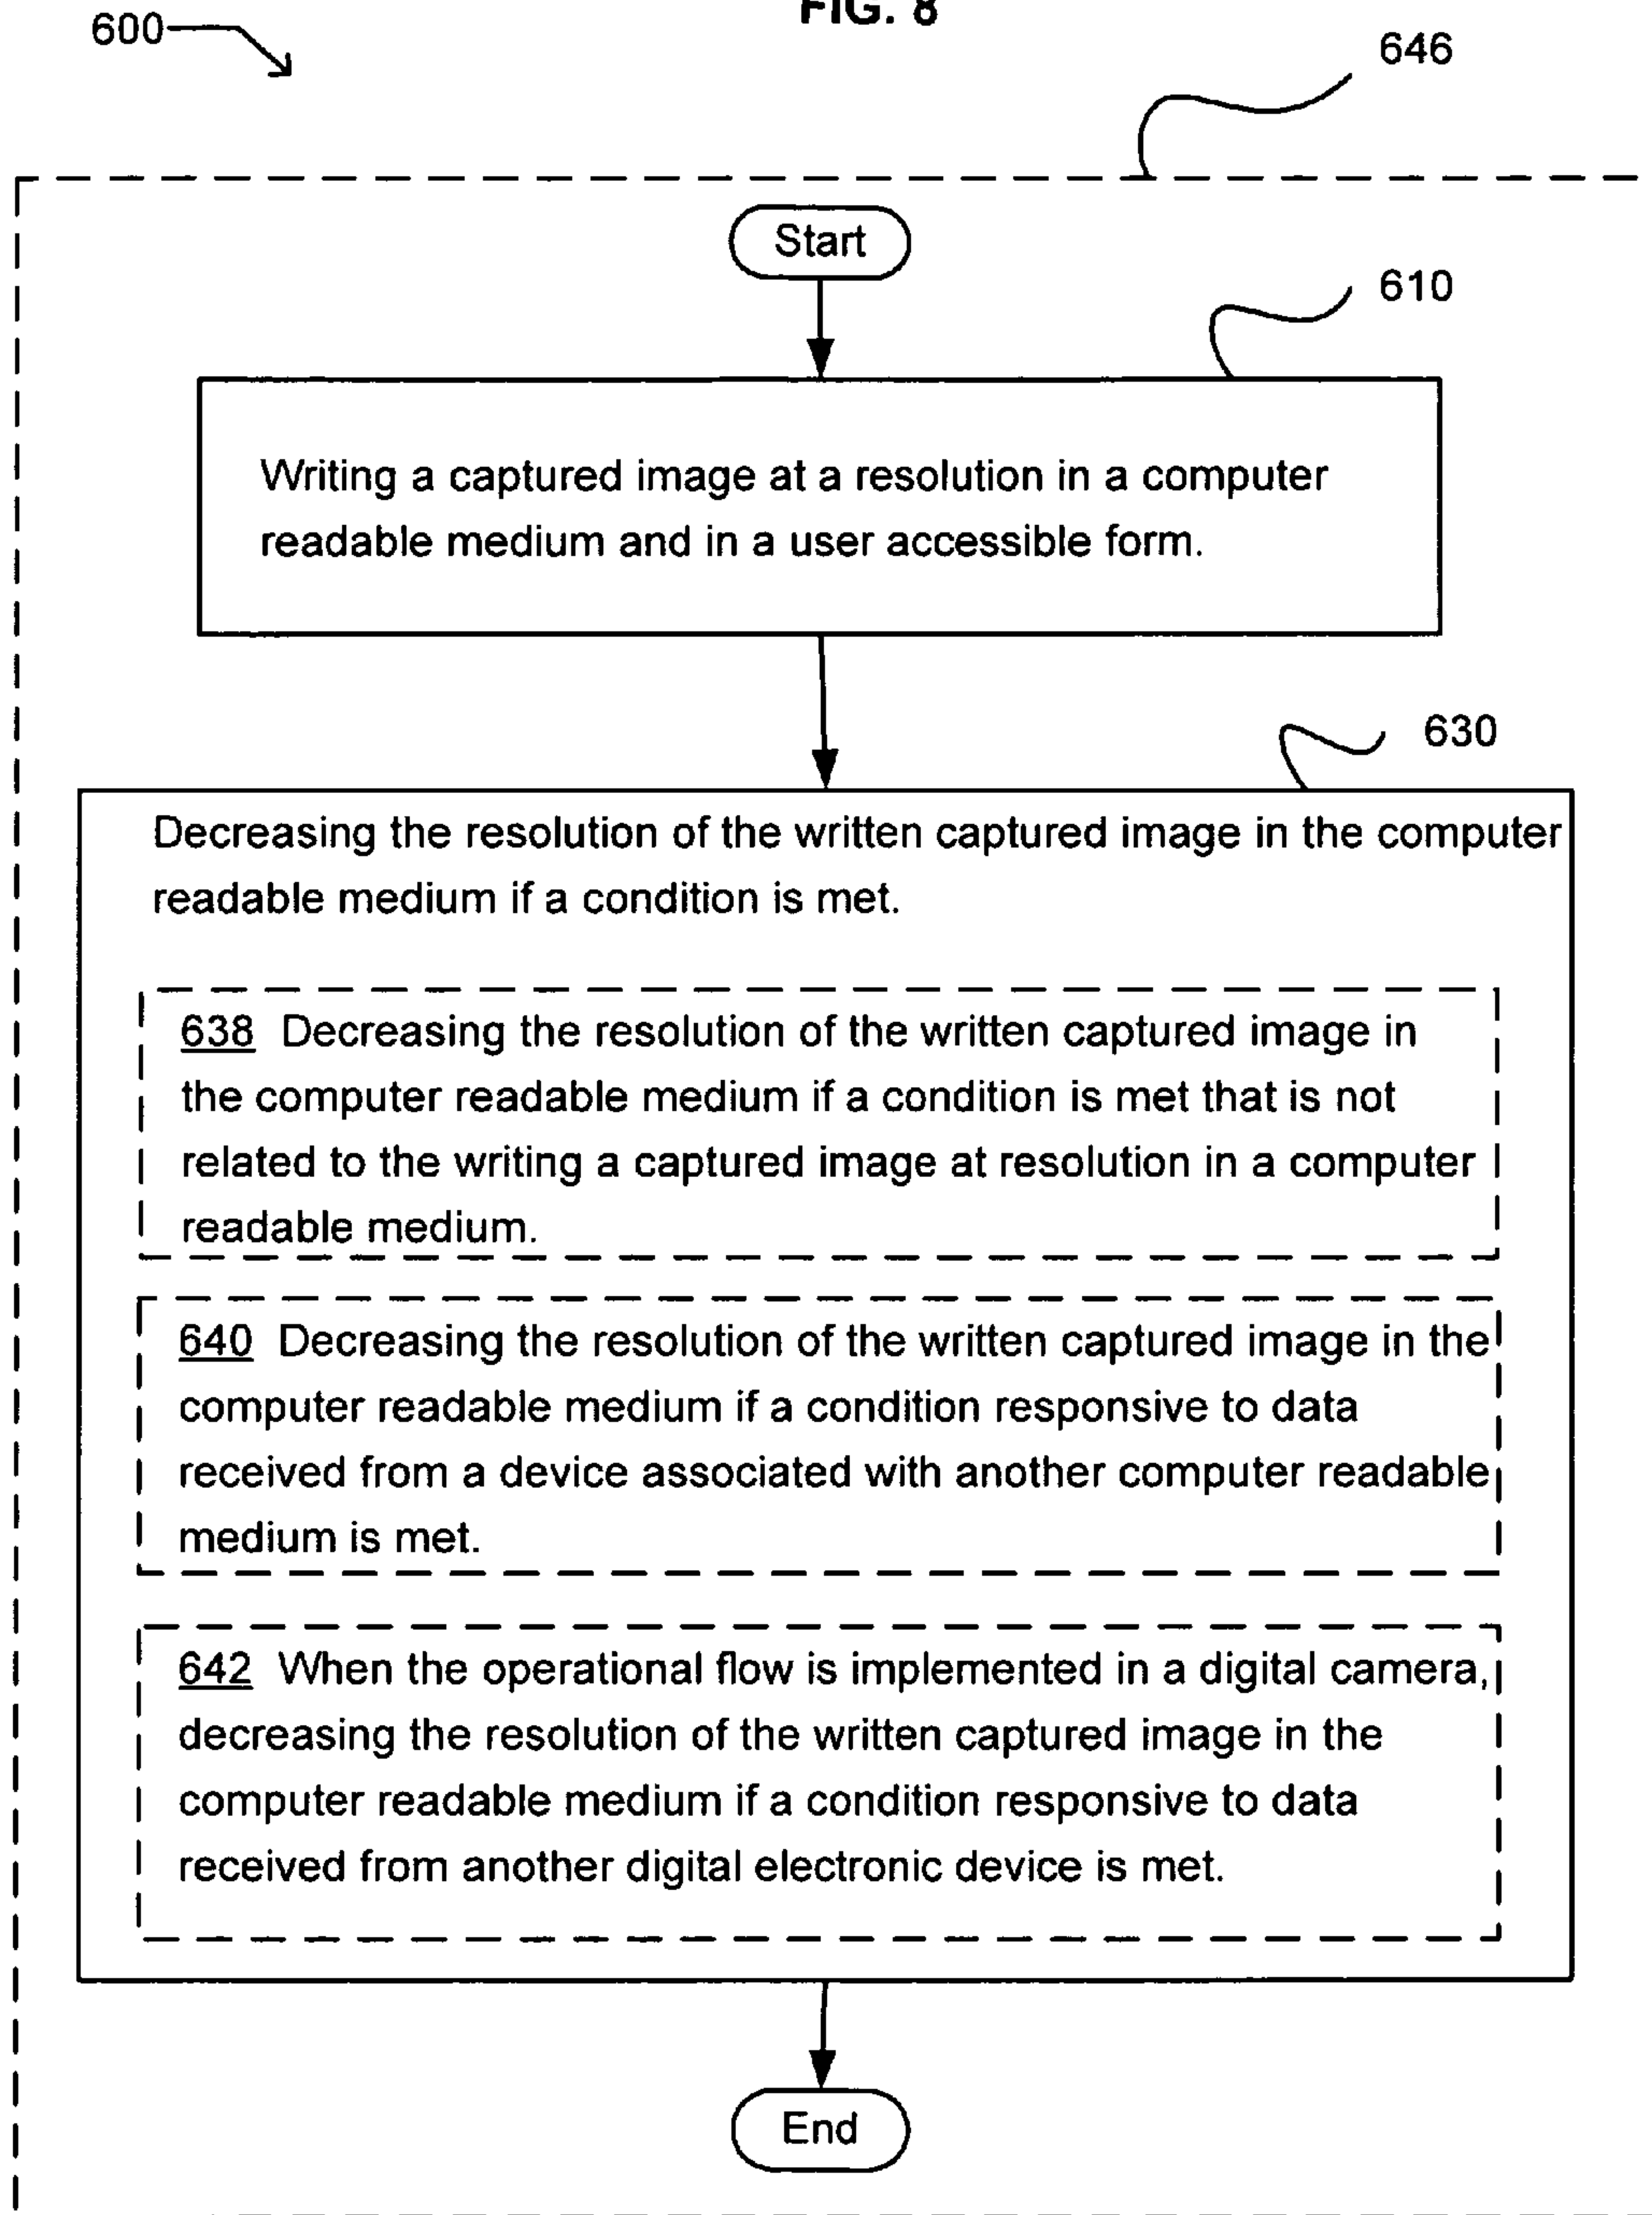 FIG. 8
600
646
Start
610
Writing a captured image at a resolution in a computer
readable medium and in a user accessible form.
630
Decreasing the resolution of the written captured image in the computer
readable medium if a condition is met.
638 Decreasing the resolution of the written captured image in
the computer readable medium if a condition is met that is not
related to the writing a captured image at resolution in a computer
readable medium.
640 Decreasing the resolution of the written captured image in the
computer readable medium if a condition responsive to data
received from a device associated with another computer readable
medium is met.
642 When the operational flow is implemented in a digital camera,
decreasing the resolution of the written captured image in the
computer readable medium if a condition responsive to data
received from another digital electronic device is met.
End